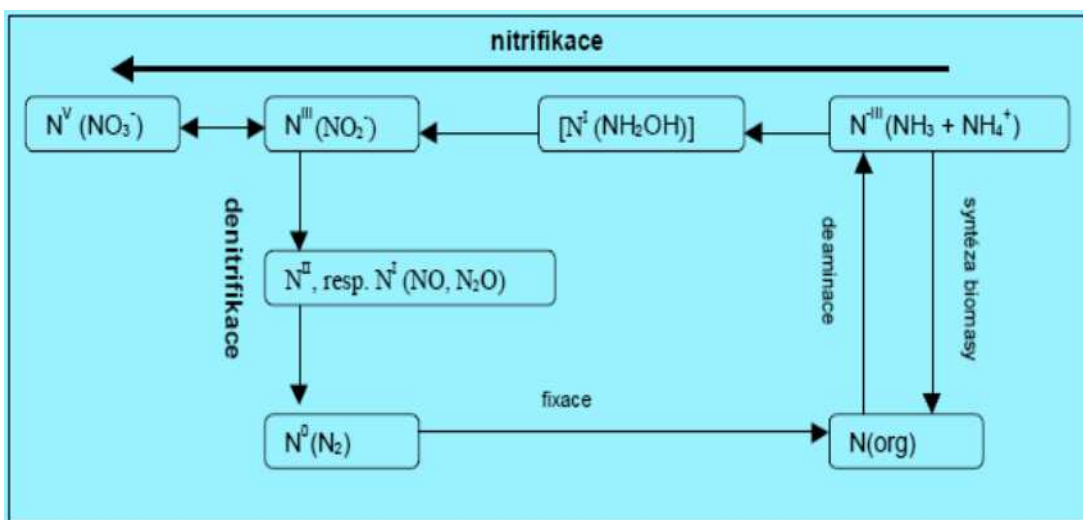 nitrifikace
N^V (NO₃⁻)
N^III (NO₂⁻)
[N^I (NH₂OH)]
N^-III (NH₃ + NH₄⁺)
denitrifikace
N^II, resp. N^I (NO, N₂O)
deaminace
syntéza biomasy
fixace
N^0 (N₂)
N(org)